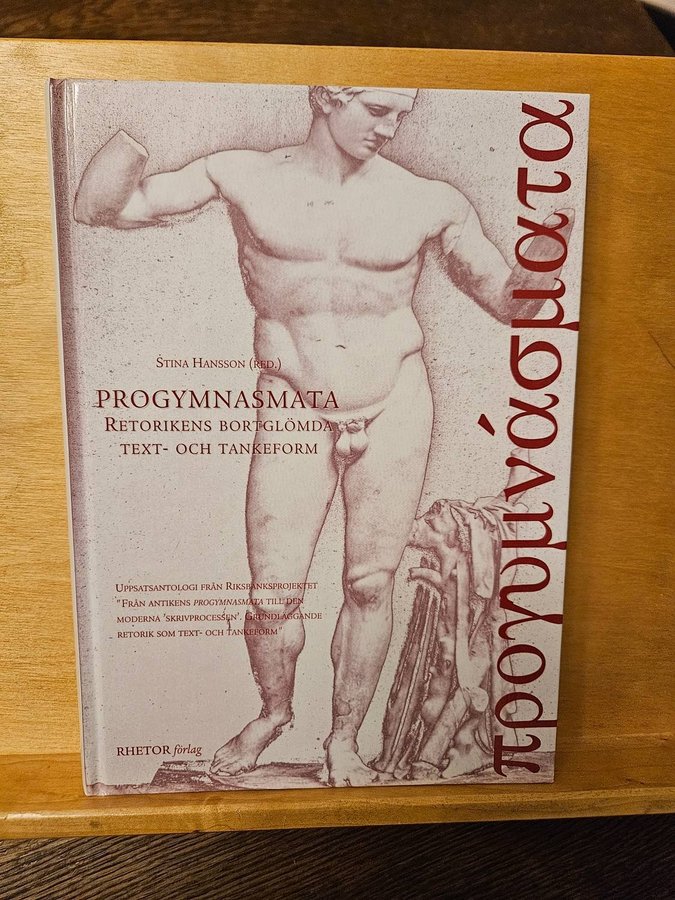 STINA HANSSON (RED.)
PROGYMNASMATA
RETORIKENS BORTGLÖMDA
TEXT- OCH TANKEFORM
UPPSATSANTOLOGI FRÅN RIKSBANKSPROJEKTET
"FRÅN ANTIKENS PROGYMNASMATA TILL DEN
MODERNA 'SKRIVPROCESSEN'. GRUNDLÄGGANDE
RETORIK SOM TEXT- OCH TANKEFORM"
RHETOR förlag
προγυμνάσματα